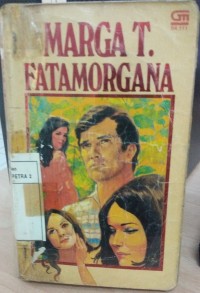 GM
MARGA T.
FATAMORGANA
PETRA 2